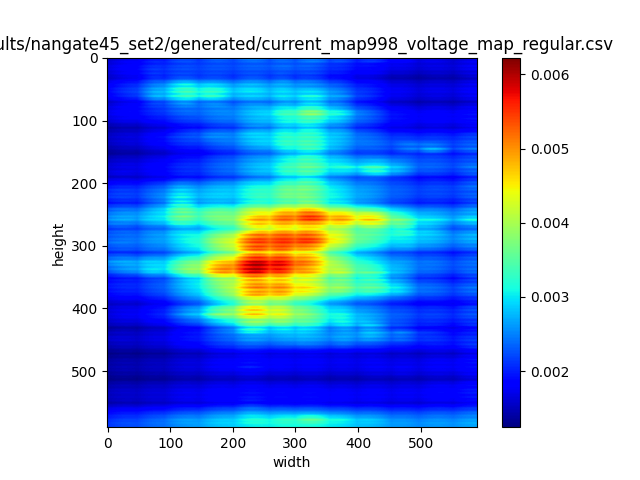 ults/nangate45_set2/generated/current_map998_voltage_map_regular.csv
0
100
200
300
400
500
height
0 100 200 300 400 500
width
0.006
0.005
0.004
0.003
0.002